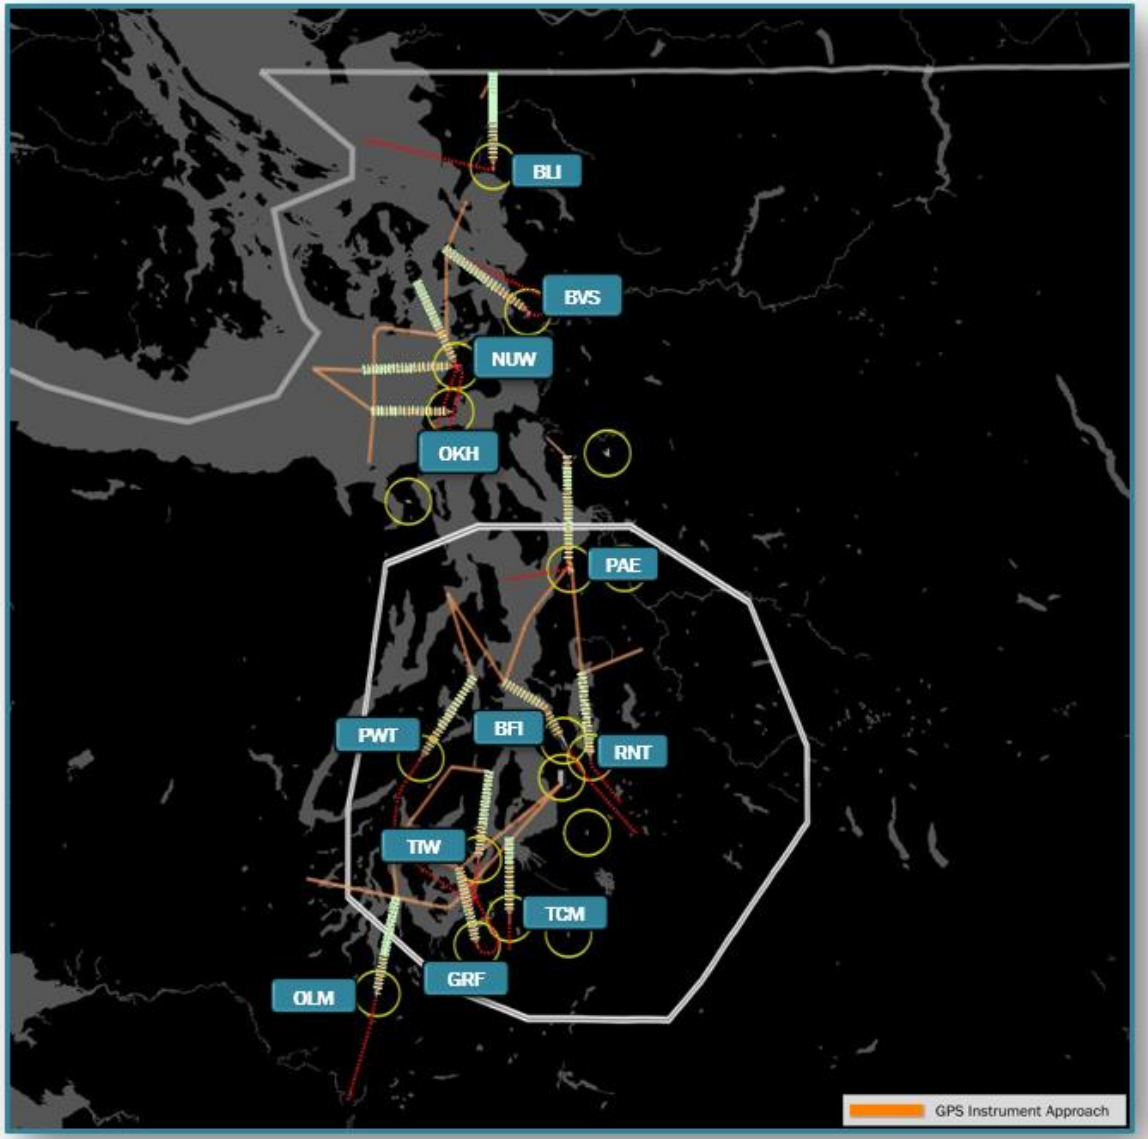 BLI
BVS
NUW
OKH
PAE
BFI
PWT
RNT
TIW
TCM
GRF
OLM
GPS Instrument Approach